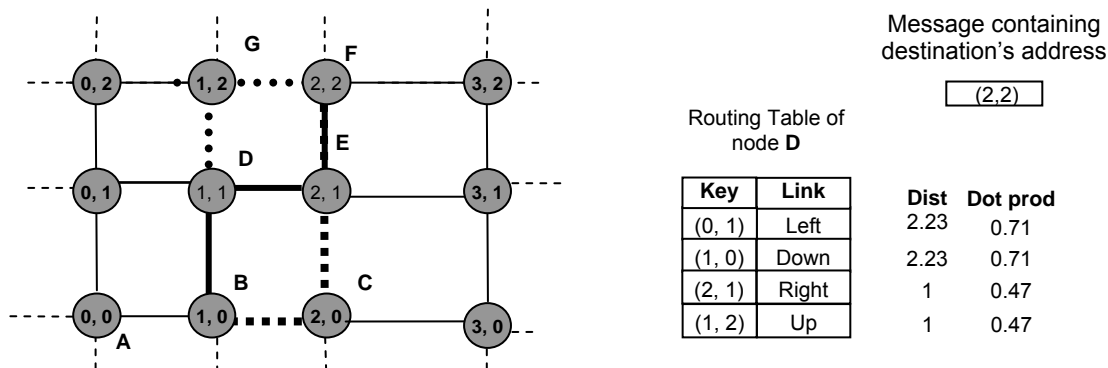 G F
0, 2 1, 2 2, 2 3, 2
D E
0, 1 1, 1 2, 1 3, 1
B C
0, 0 1, 0 2, 0 3, 0
A
Message containing
destination's address
(2,2)
Routing Table of
node D
Key Link Dist Dot prod
(0, 1) Left 2.23 0.71
(1, 0) Down 2.23 0.71
(2, 1) Right 1 0.47
(1, 2) Up 1 0.47